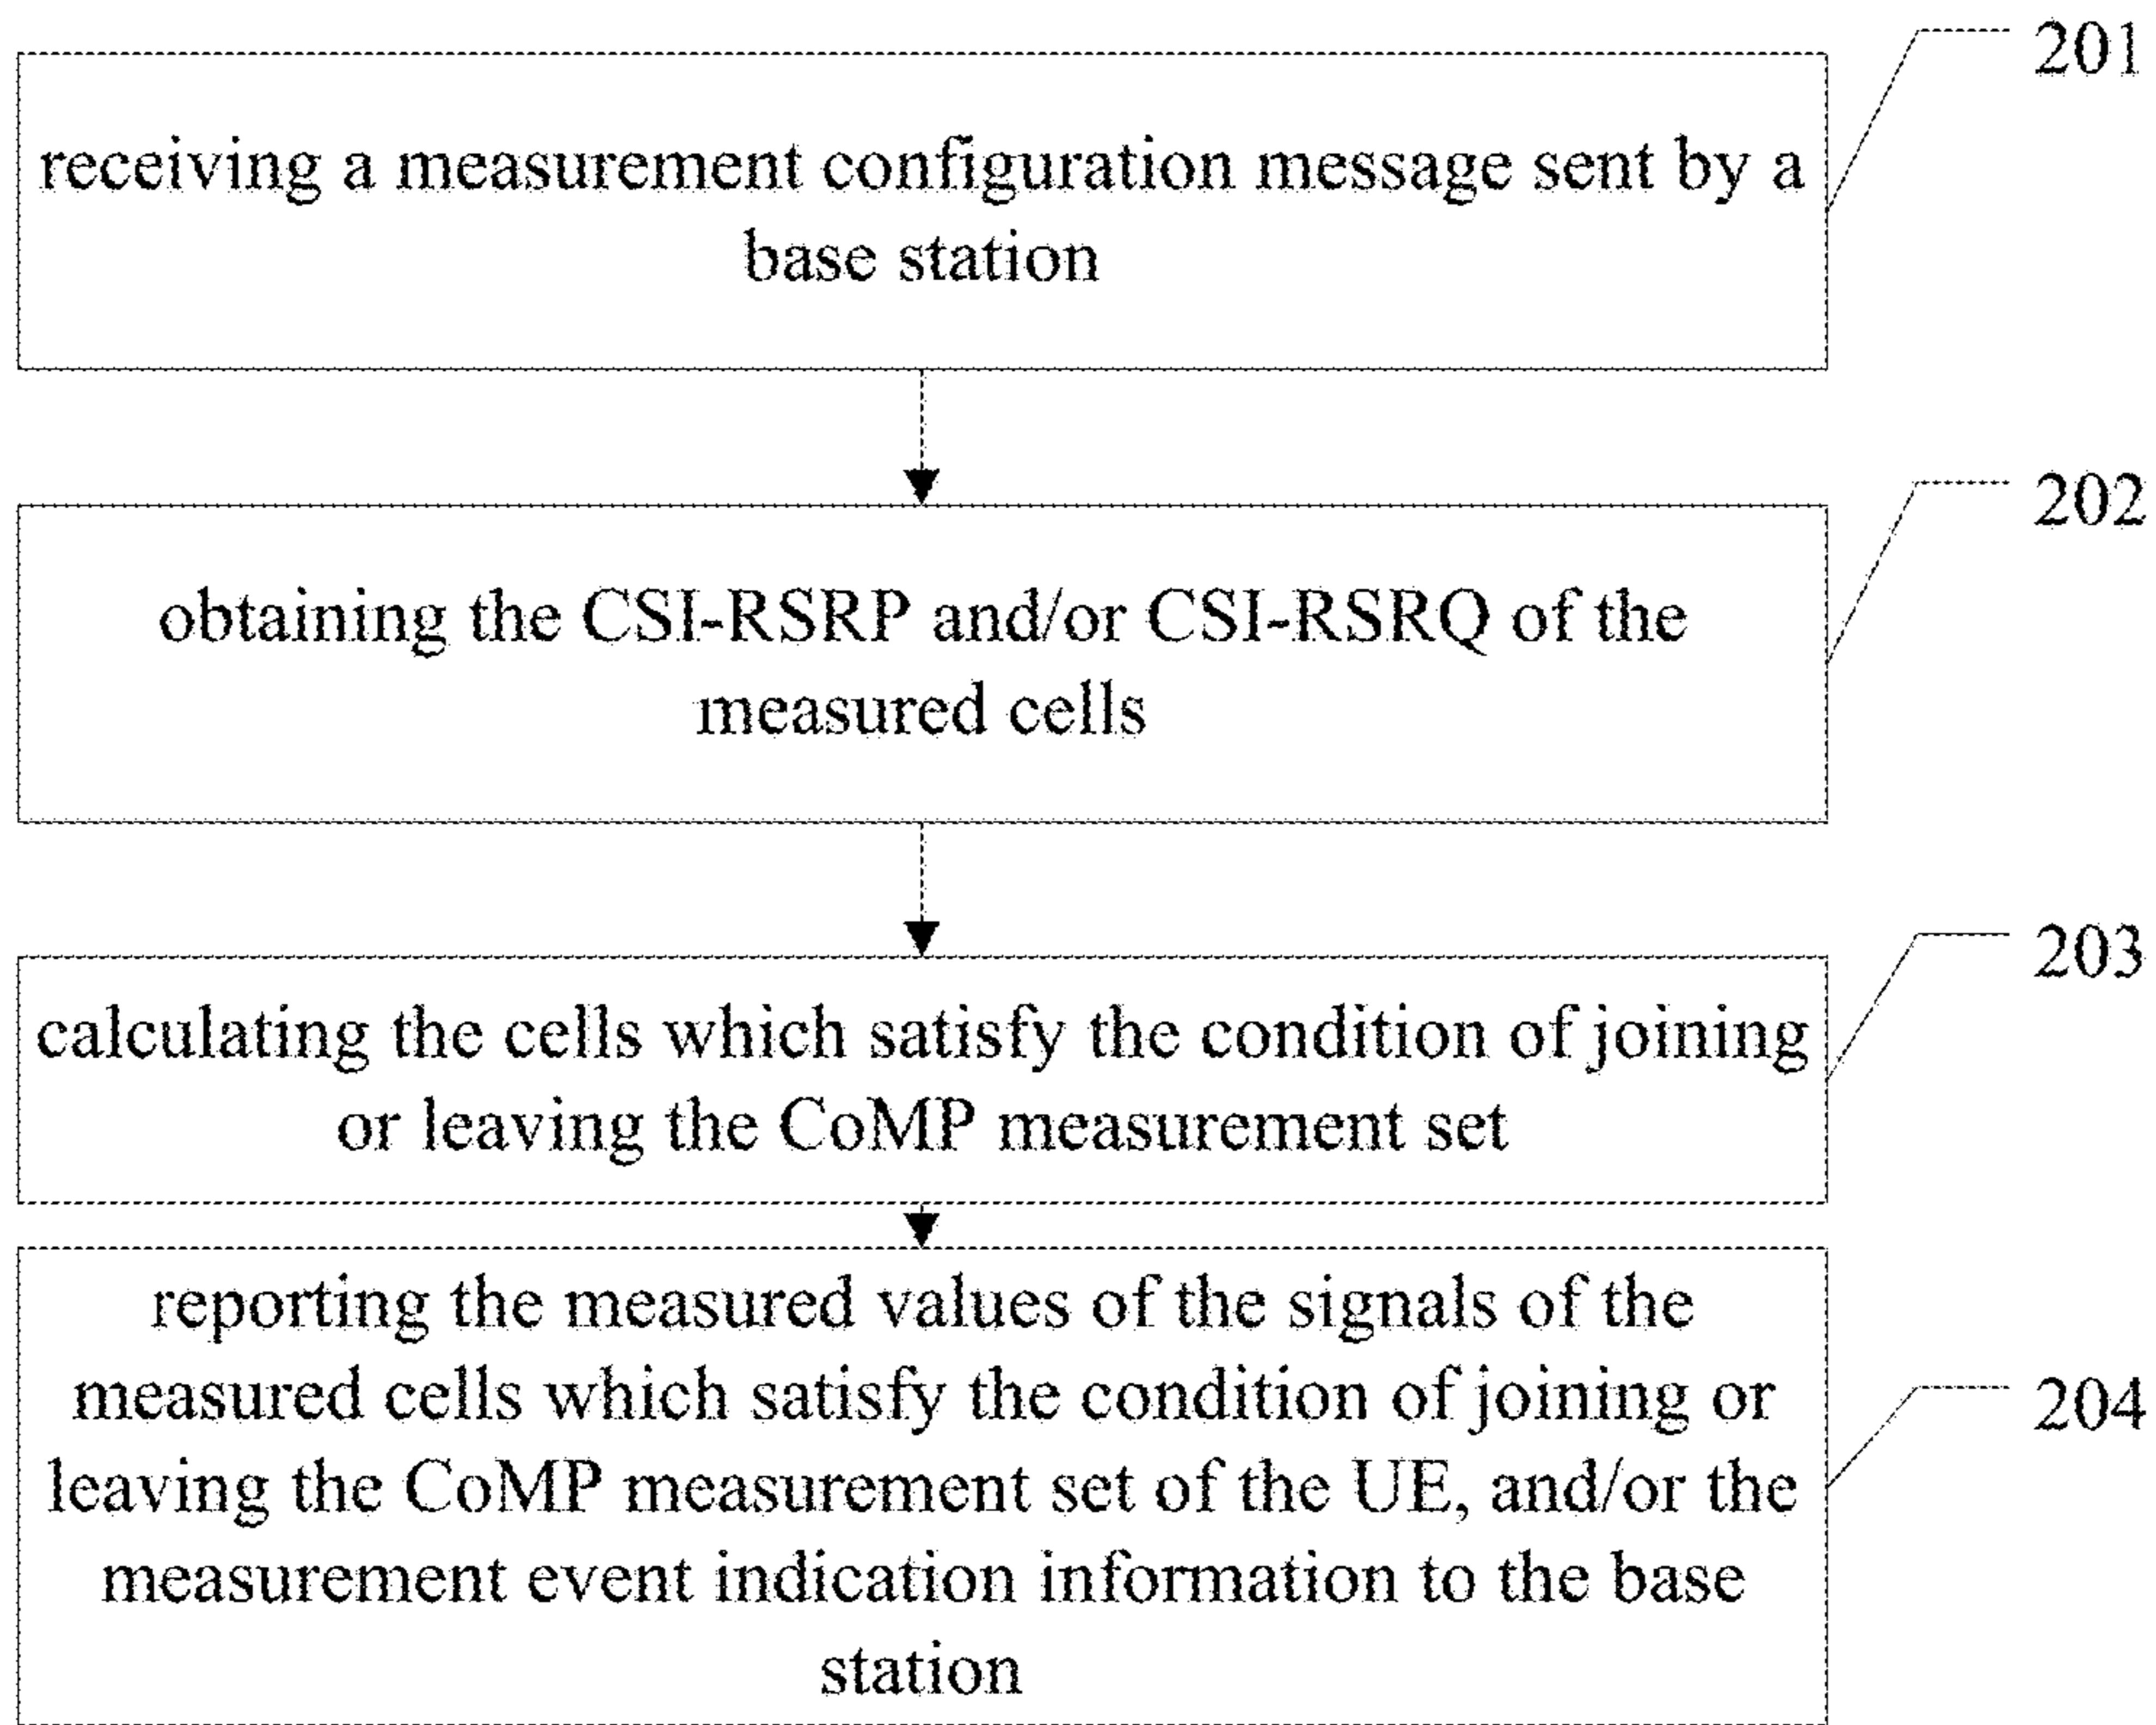 201
receiving a measurement configuration message sent by a
base station
202
obtaining the CSI-RSRP and/or CSI-RSRQ of the
measured cells
203
calculating the cells which satisfy the condition of joining
or leaving the CoMP measurement set
reporting the measured values of the signals of the
measured cells which satisfy the condition of joining or
204
leaving the CoMP measurement set of the UE, and/or the
measurement event indication information to the base
station